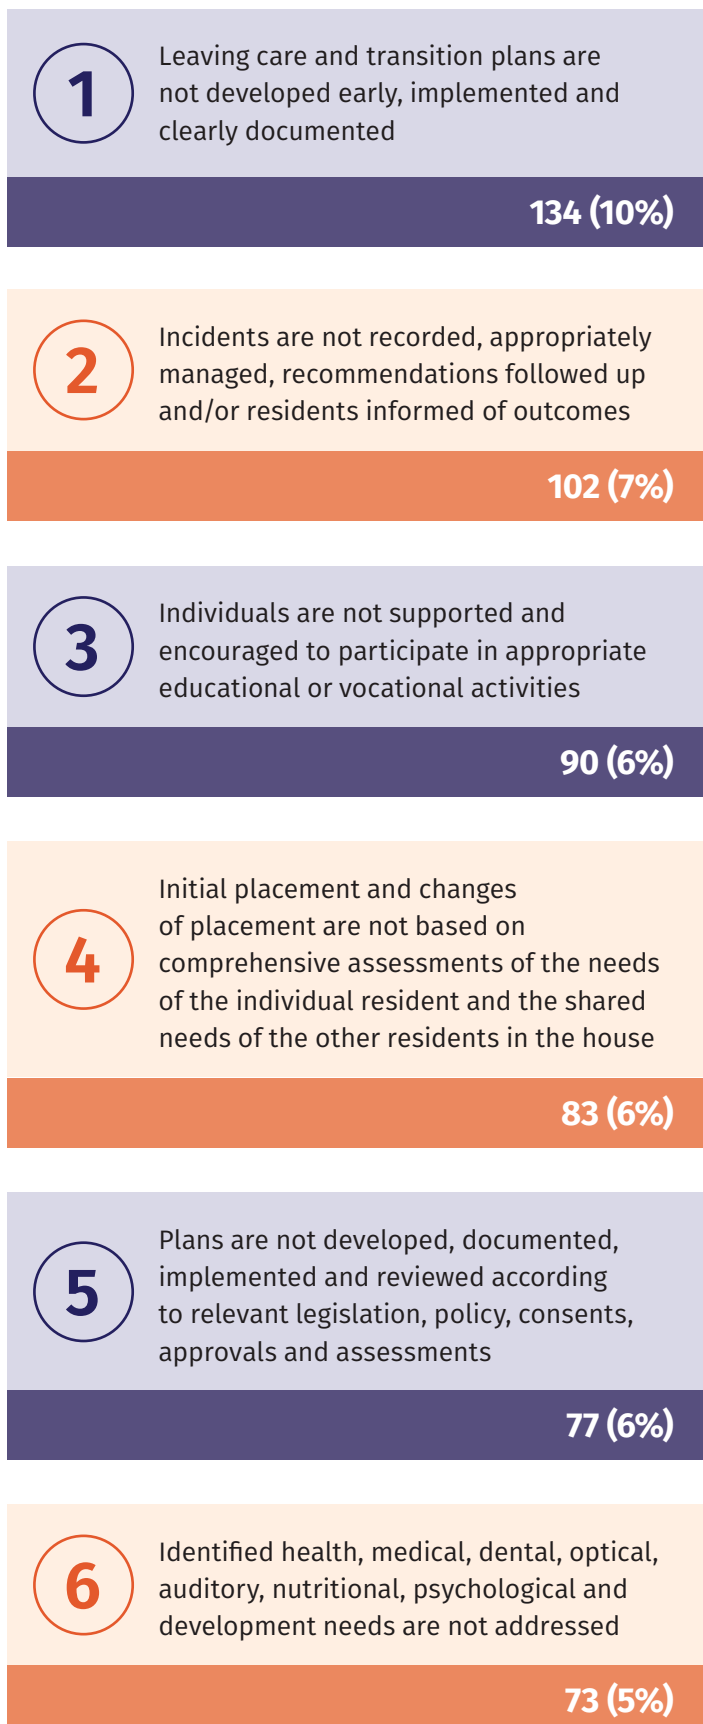 1
Leaving care and transition plans are
not developed early, implemented and
clearly documented
134 (10%)
2
Incidents are not recorded, appropriately
managed, recommendations followed up
and/or residents informed of outcomes
102 (7%)
3
Individuals are not supported and
encouraged to participate in appropriate
educational or vocational activities
90 (6%)
4
Initial placement and changes
of placement are not based on
comprehensive assessments of the needs
of the individual resident and the shared
needs of the other residents in the house
83 (6%)
5
Plans are not developed, documented,
implemented and reviewed according
to relevant legislation, policy, consents,
approvals and assessments
77 (6%)
6
Identified health, medical, dental, optical,
auditory, nutritional, psychological and
development needs are not addressed
73 (5%)